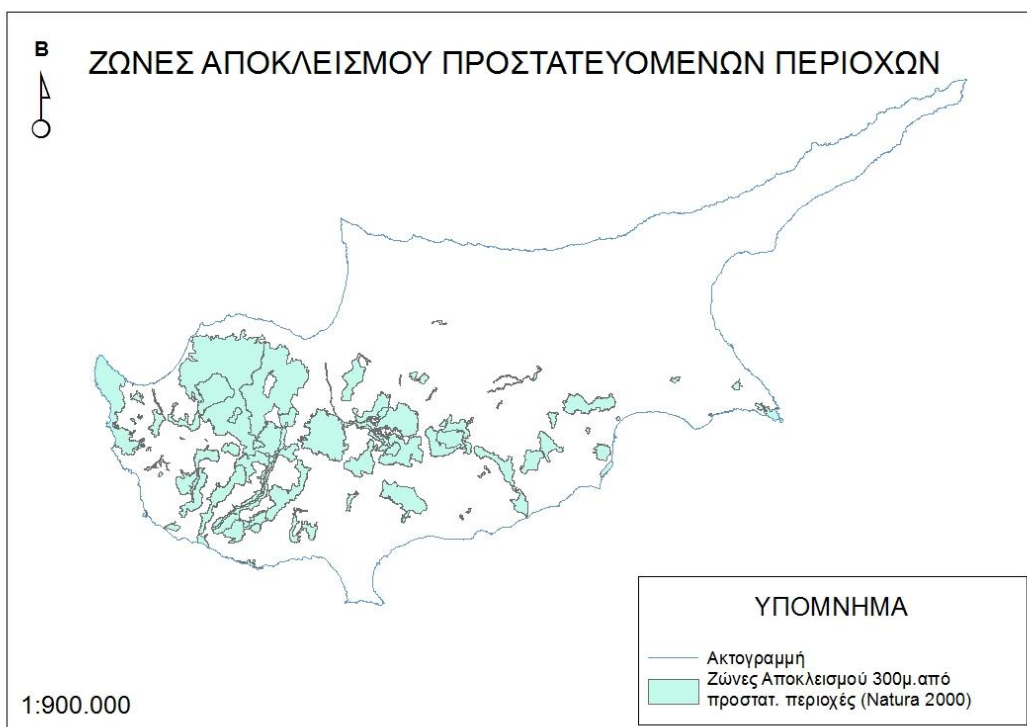 Β
ΖΩΝΕΣ ΑΠΟΚΛΕΙΣΜΟΥ ΠΡΟΣΤΑΤΕΥΟΜΕΝΩΝ ΠΕΡΙΟΧΩΝ
ΥΠΟΜΝΗΜΑ
Ακτογραμμή
Ζώνες Αποκλεισμού 300μ.από
προστατ. περιοχές (Natura 2000)
1:900.000